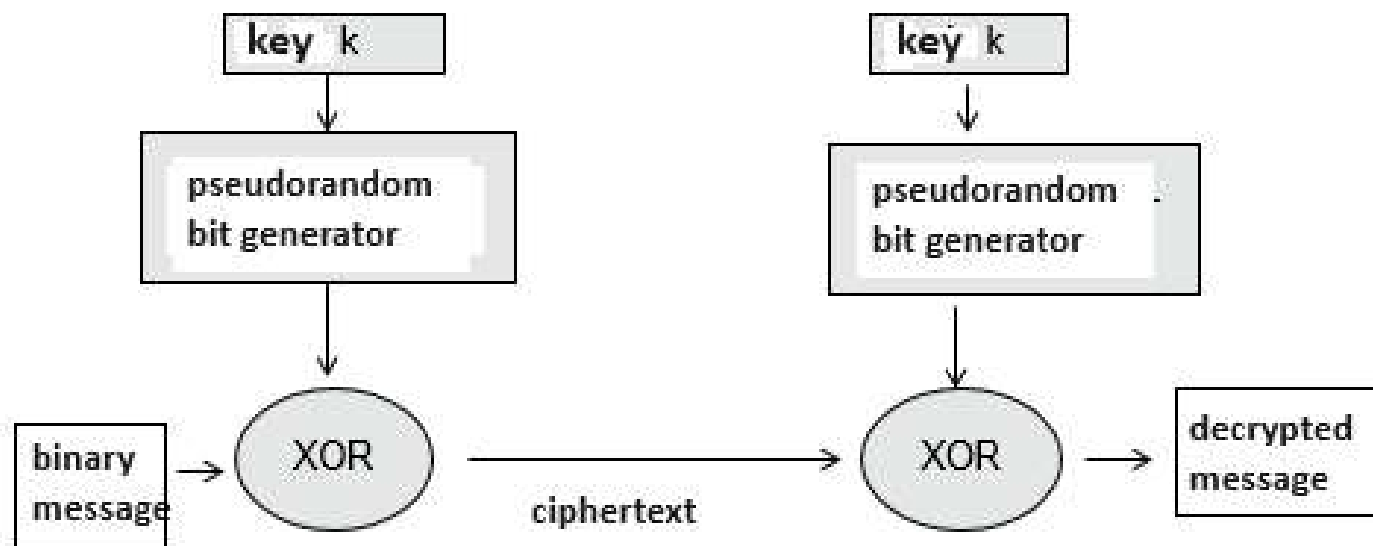 key k
key k
pseudorandom
bit generator
pseudorandom
bit generator
XOR
XOR
binary
message
ciphertext
decrypted
message